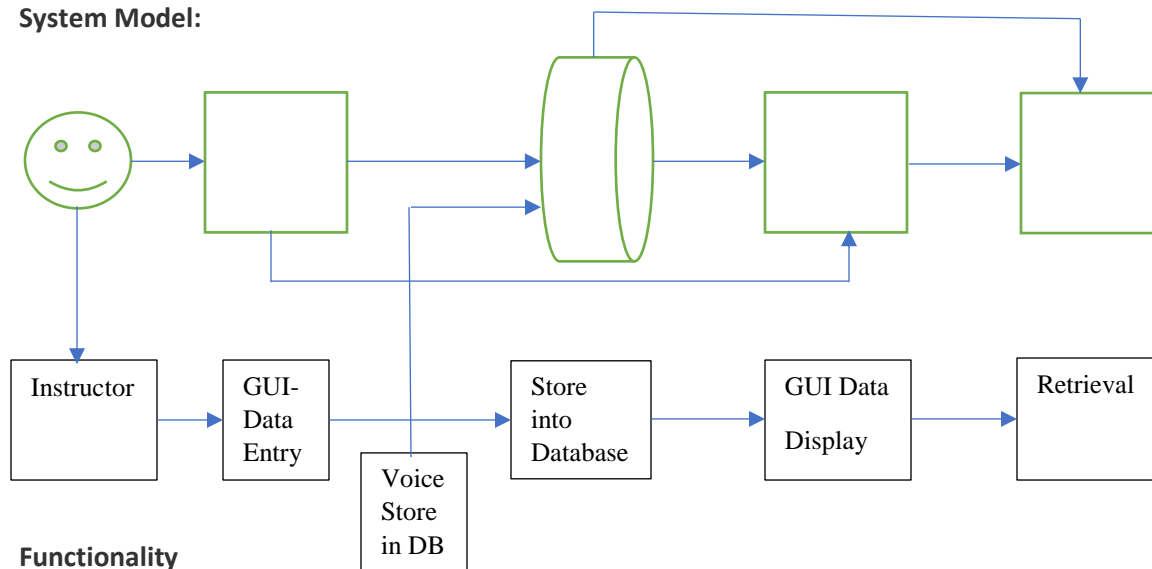 System Model:
Instructor
GUI-
Data
Entry
Store
into
Database
GUI Data
Display
Retrieval
Voice
Store
in DB
Functionality